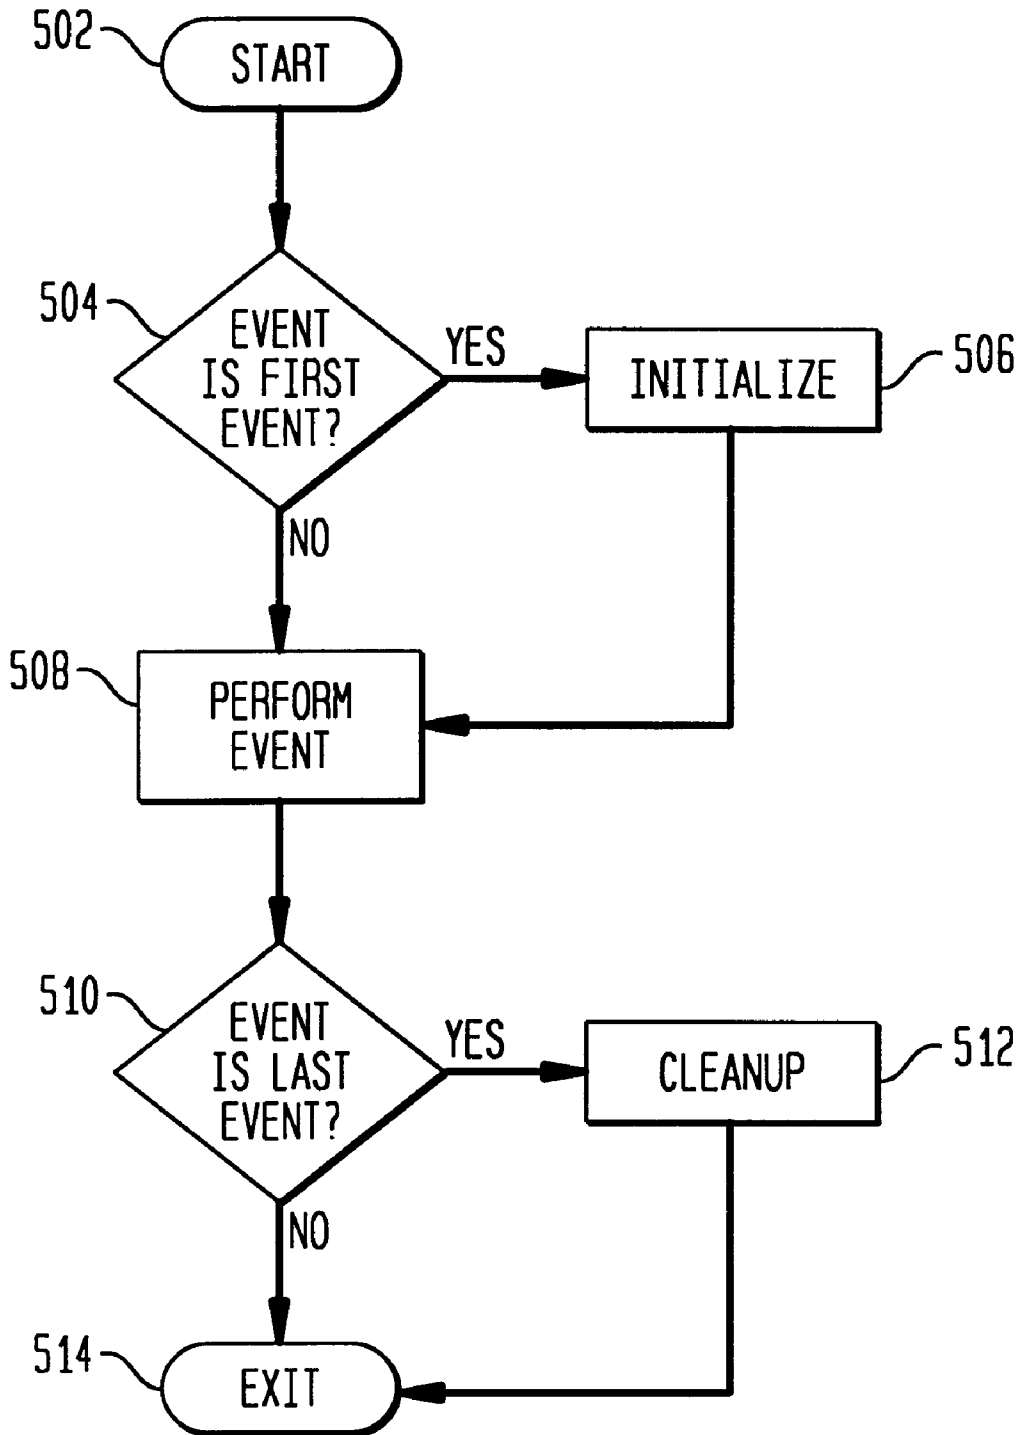 502
START
504
EVENT
IS FIRST
EVENT?
YES
INITIALIZE
506
NO
508
PERFORM
EVENT
510
EVENT
IS LAST
EVENT?
YES
CLEANUP
512
NO
514
EXIT